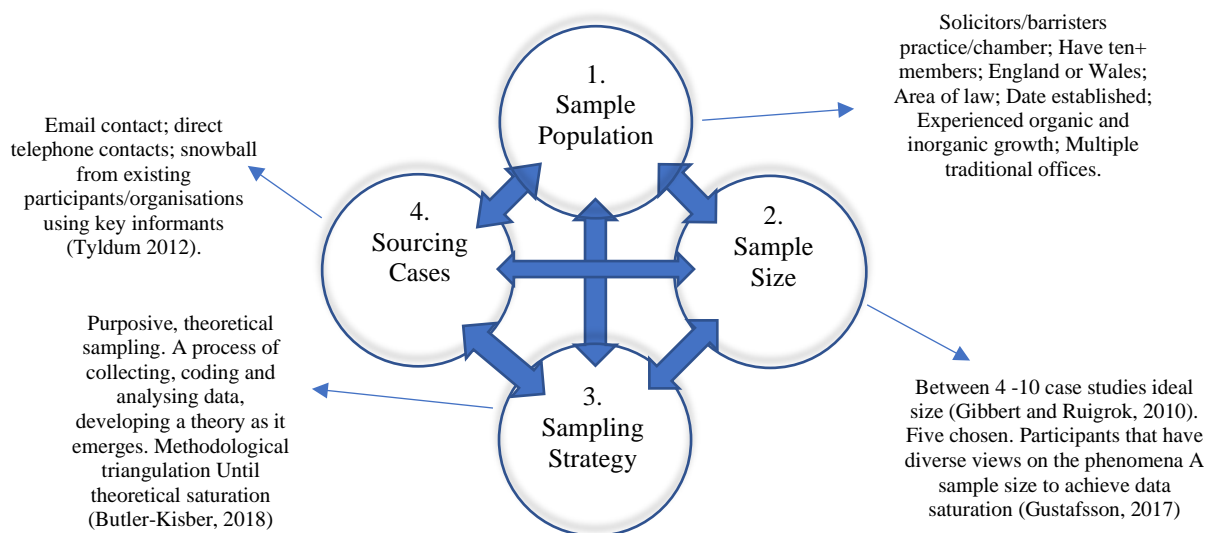 1.
Sample
Population
Solicitors/barristers
practice/chamber; Have ten+
members; England or Wales;
Area of law; Date established;
Experienced organic and
inorganic growth; Multiple
traditional offices.
2.
Sample
Size
Between 4 -10 case studies ideal
size (Gibbert and Ruigrok, 2010).
Five chosen. Participants that have
diverse views on the phenomena A
sample size to achieve data
saturation (Gustafsson, 2017)
3.
Sampling
Strategy
Purposive, theoretical
sampling. A process of
collecting, coding and
analysing data,
developing a theory as it
emerges. Methodological
triangulation Until
theoretical saturation
(Butler-Kisber, 2018)
4.
Sourcing
Cases
Email contact; direct
telephone contacts; snowball
from existing
participants/organisations
using key informants
(Tyldum 2012).